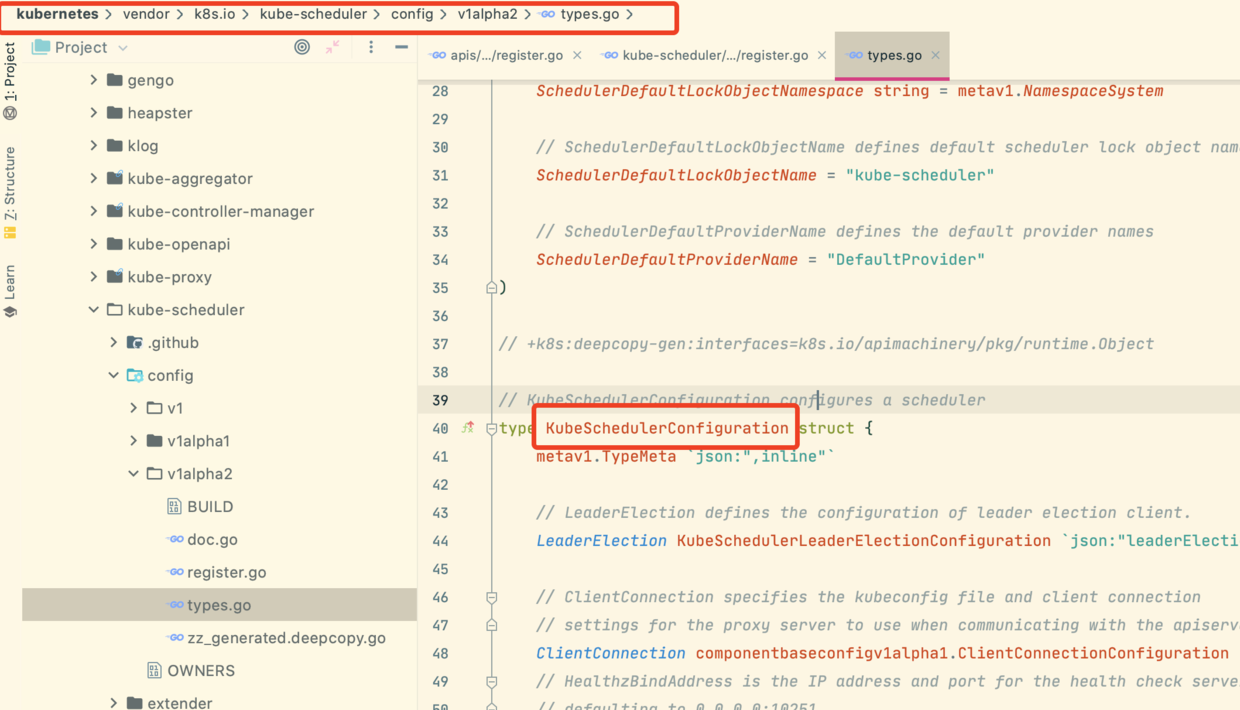 kubernetes > vendor > k8s.io > kube-scheduler > config > v1alpha2 > types.go >
1: Project
Z: Structure
Learn
Project
gengo
heapster
klog
kube-aggregator
kube-controller-manager
kube-openapi
kube-proxy
kube-scheduler
.github
config
v1
v1alpha1
v1alpha2
BUILD
doc.go
register.go
types.go
zz_generated.deepcopy.go
OWNERS
extender
apis/.../register.go × kube-scheduler/.../register.go × types.go ×
28 SchedulerDefaultLockObjectNamespace string = metav1.NamespaceSystem
29
30 // SchedulerDefaultLockObjectName defines default scheduler lock object nam
31 SchedulerDefaultLockObjectName = "kube-scheduler"
32
33 // SchedulerDefaultProviderName defines the default provider names
34 SchedulerDefaultProviderName = "DefaultProvider"
35 )
36
37 // +k8s:deepcopy-gen:interfaces=k8s.io/apimachinery/pkg/runtime.Object
38
39 // KubeSchedulerConfiguration configures a scheduler
40 type KubeSchedulerConfiguration struct {
41 metav1.TypeMeta `json:",inline"`
42
43 // LeaderElection defines the configuration of leader election client.
44 LeaderElection KubeSchedulerLeaderElectionConfiguration `json:"leaderElecti
45
46 // ClientConnection specifies the kubeconfig file and client connection
47 // settings for the proxy server to use when communicating with the apiserv
48 ClientConnection componentbaseconfigv1alpha1.ClientConnectionConfiguration
49 // HealthzBindAddress is the IP address and port for the health check serve
50 // defaulting to 0.0.0.0:10251